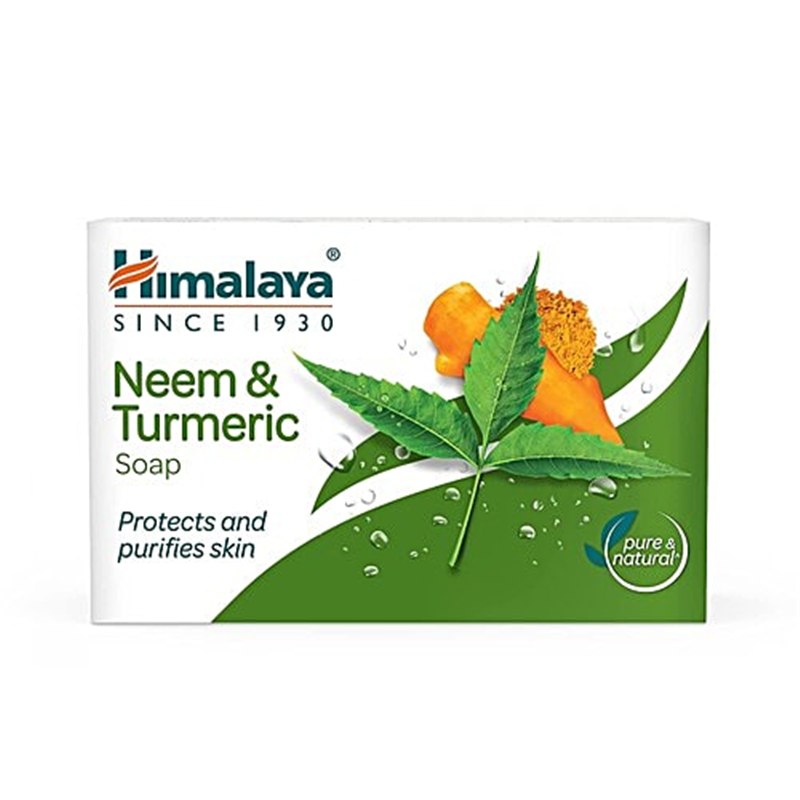 Himalaya®
SINCE 1930
Neem &
Turmeric
Soap
Protects and
purifies skin
pure &
natural^